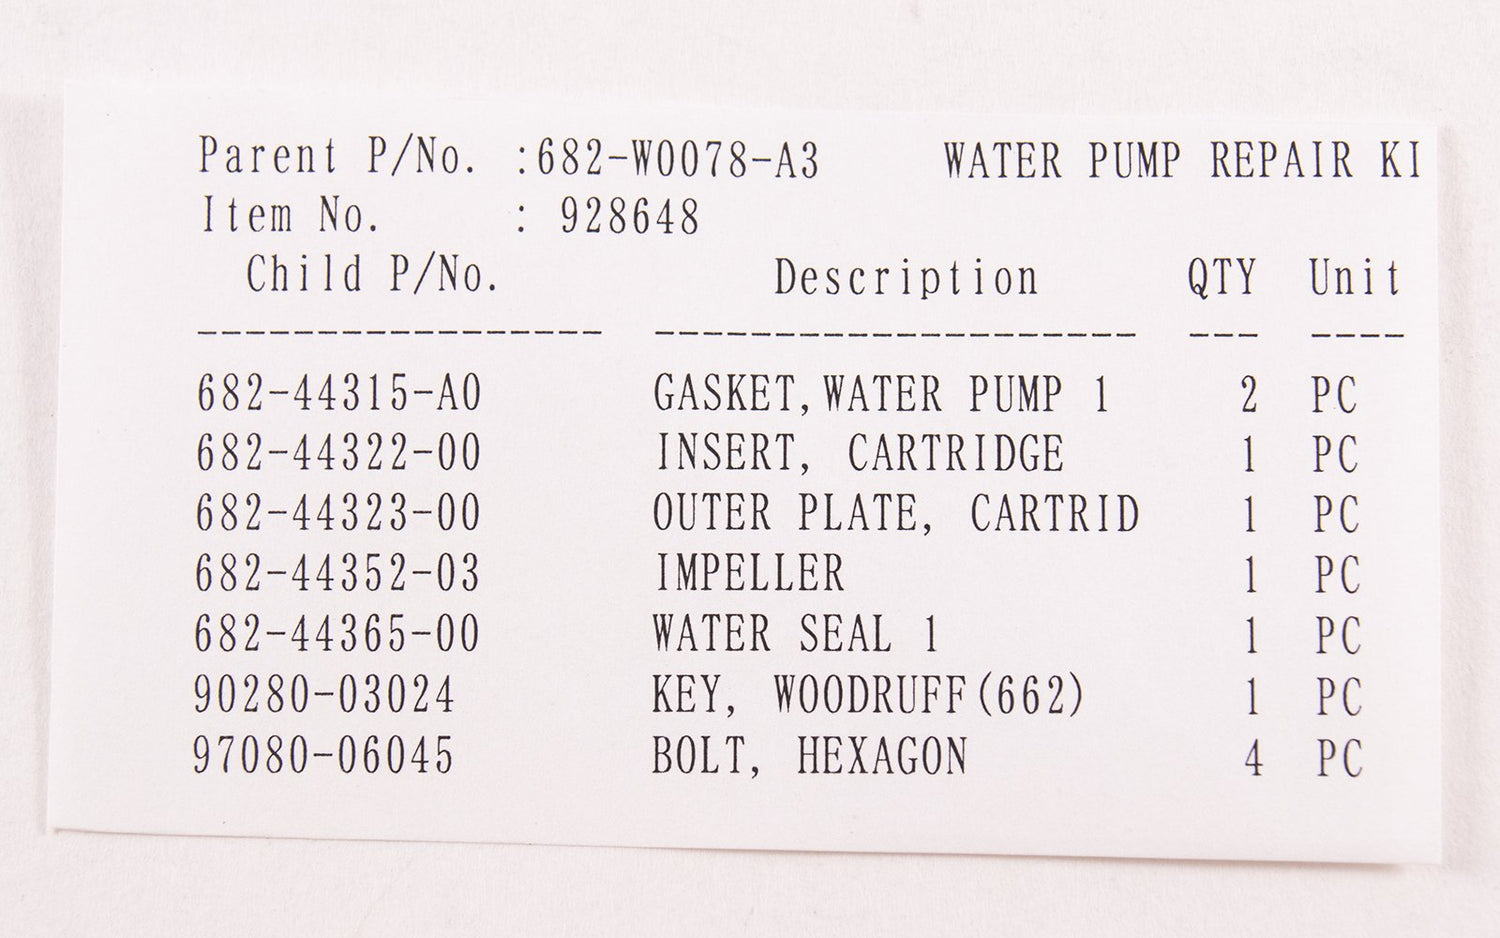 Parent P/No. :682-W0078-A3 WATER PUMP REPAIR KI
Item No. : 928648
Child P/No. Description QTY Unit
----------------- -------------------- --- ----
682-44315-A0 GASKET,WATER PUMP 1 2 PC
682-44322-00 INSERT, CARTRIDGE 1 PC
682-44323-00 OUTER PLATE, CARTRID 1 PC
682-44352-03 IMPELLER 1 PC
682-44365-00 WATER SEAL 1 1 PC
90280-03024 KEY, WOODRUFF(662) 1 PC
97080-06045 BOLT, HEXAGON 4 PC